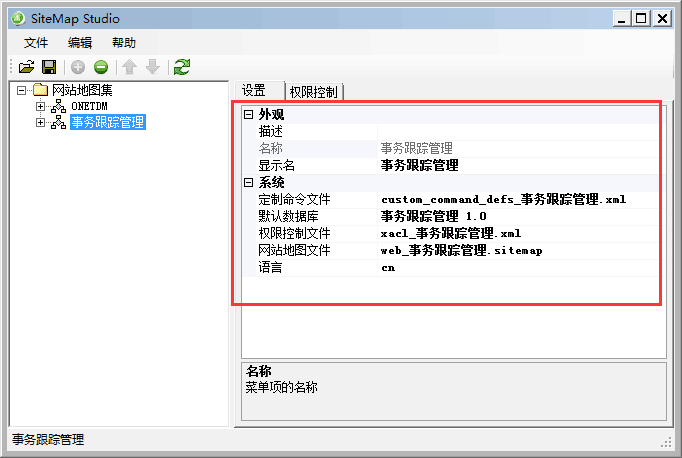 SiteMap Studio
文件 编辑 帮助
网站地图集
ONETDM
事务跟踪管理
设置 权限控制
外观
描述
名称 事务跟踪管理
显示名 事务跟踪管理
系统
定制命令文件 custom_command_defs_事务跟踪管理.xml
默认数据库 事务跟踪管理 1.0
权限控制文件 xacl_事务跟踪管理.xml
网站地图文件 web_事务跟踪管理.sitemap
语言 cn
名称
菜单项的名称
事务跟踪管理